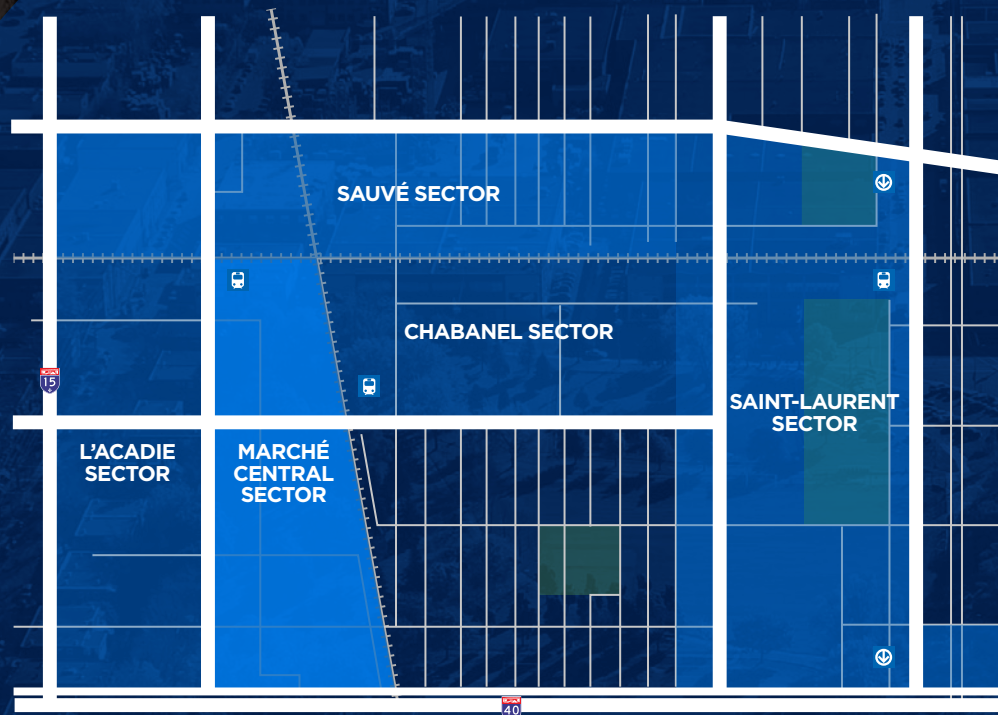 SAUVÉ SECTOR
CHABANEL SECTOR
15
SAINT-LAURENT
SECTOR
L'ACADIE
SECTOR
MARCHÉ
CENTRAL
SECTOR
40